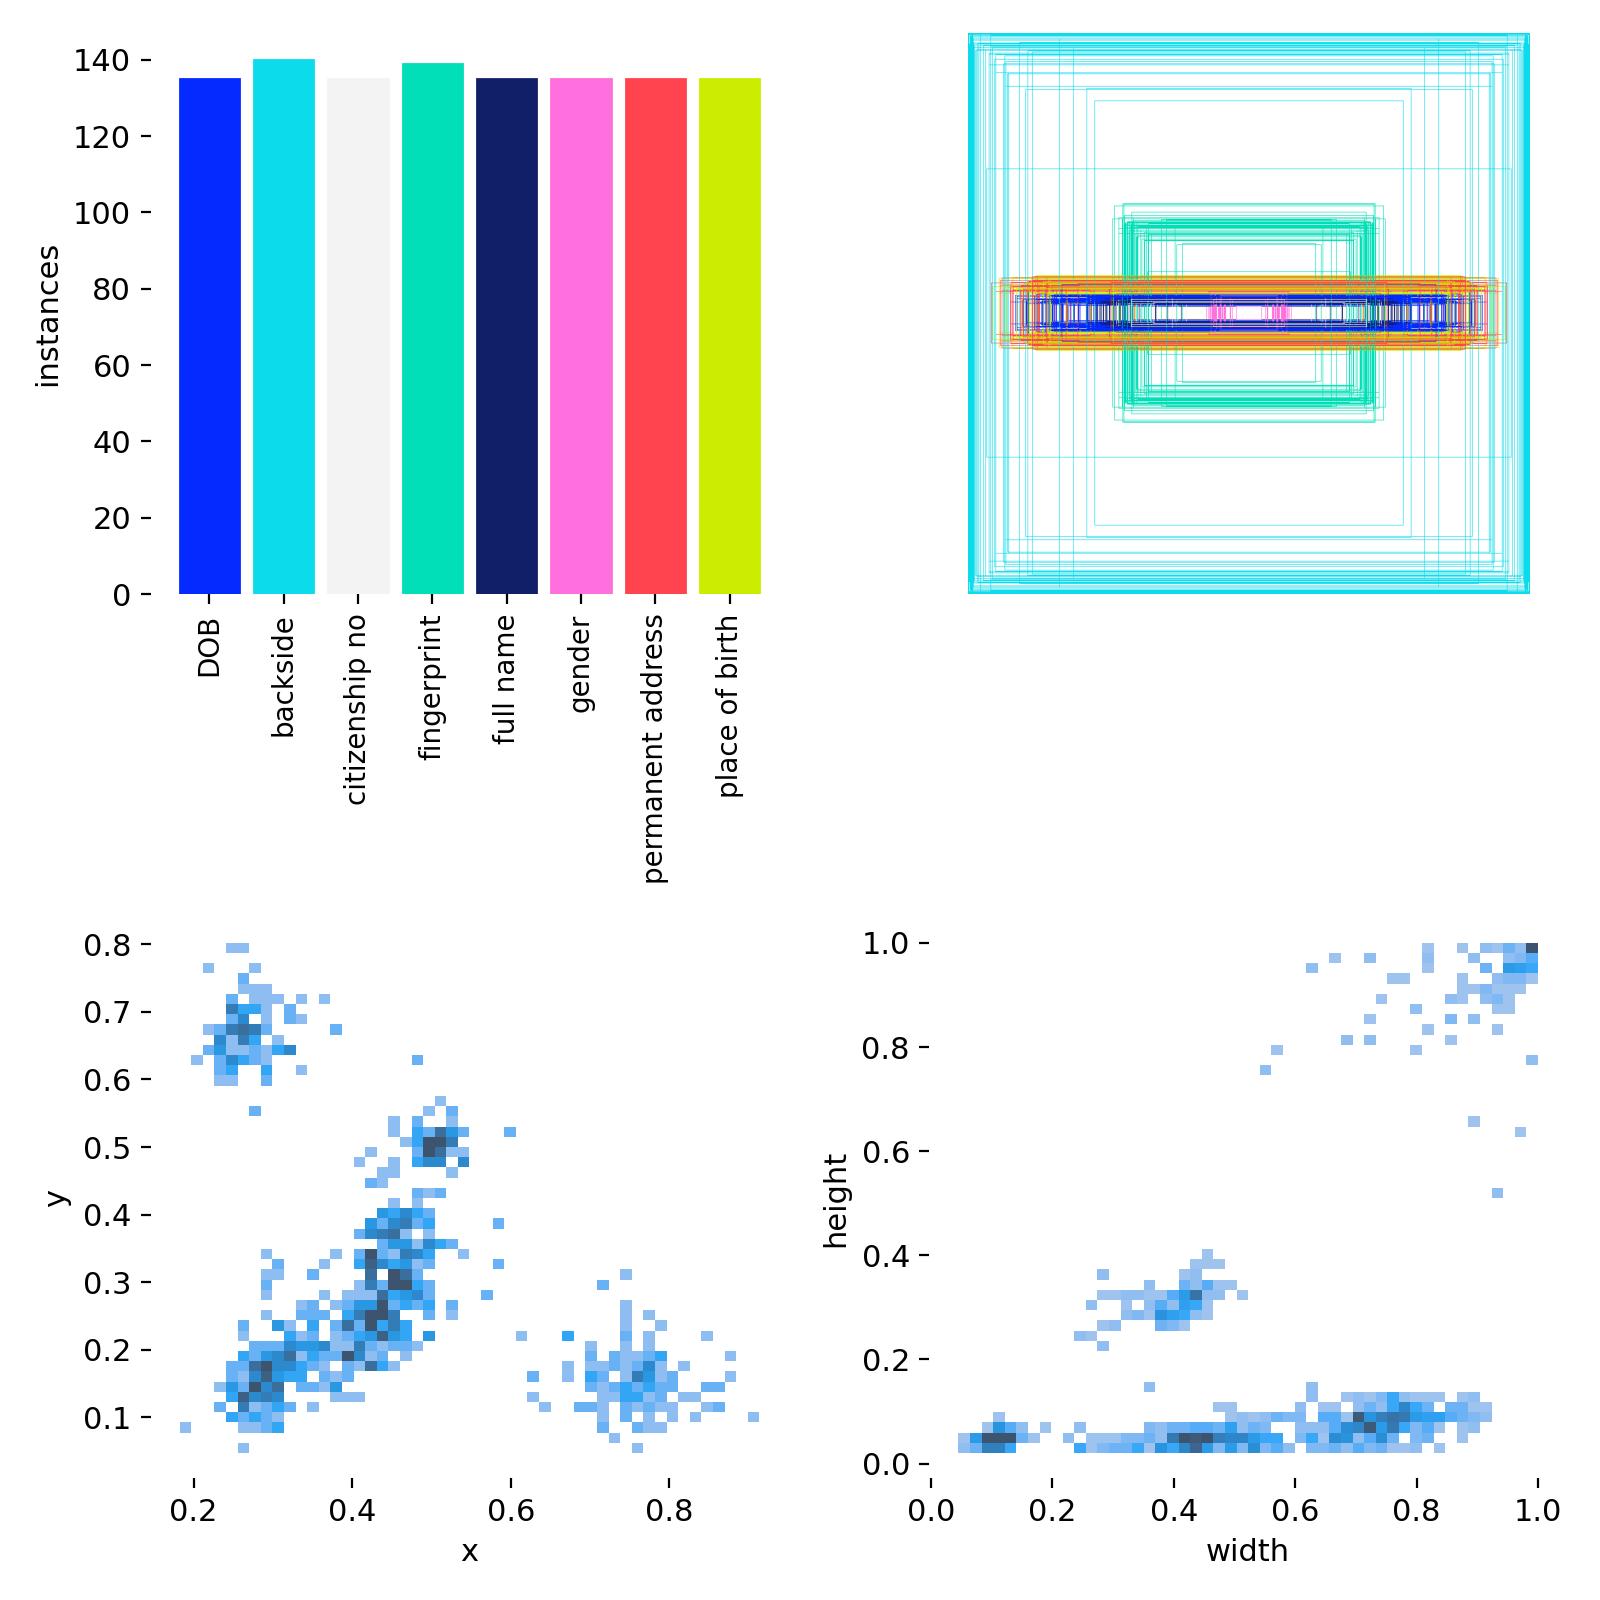 140
120
100
80
60
40
20
0
instances
DOB
backside
citizenship no
fingerprint
full name
gender
permanent address
place of birth
0.8
0.7
0.6
0.5
0.4
0.3
0.2
0.1
y
0.2 0.4 0.6 0.8
x
1.0
0.8
0.6
0.4
0.2
0.0
height
0.0 0.2 0.4 0.6 0.8 1.0
width